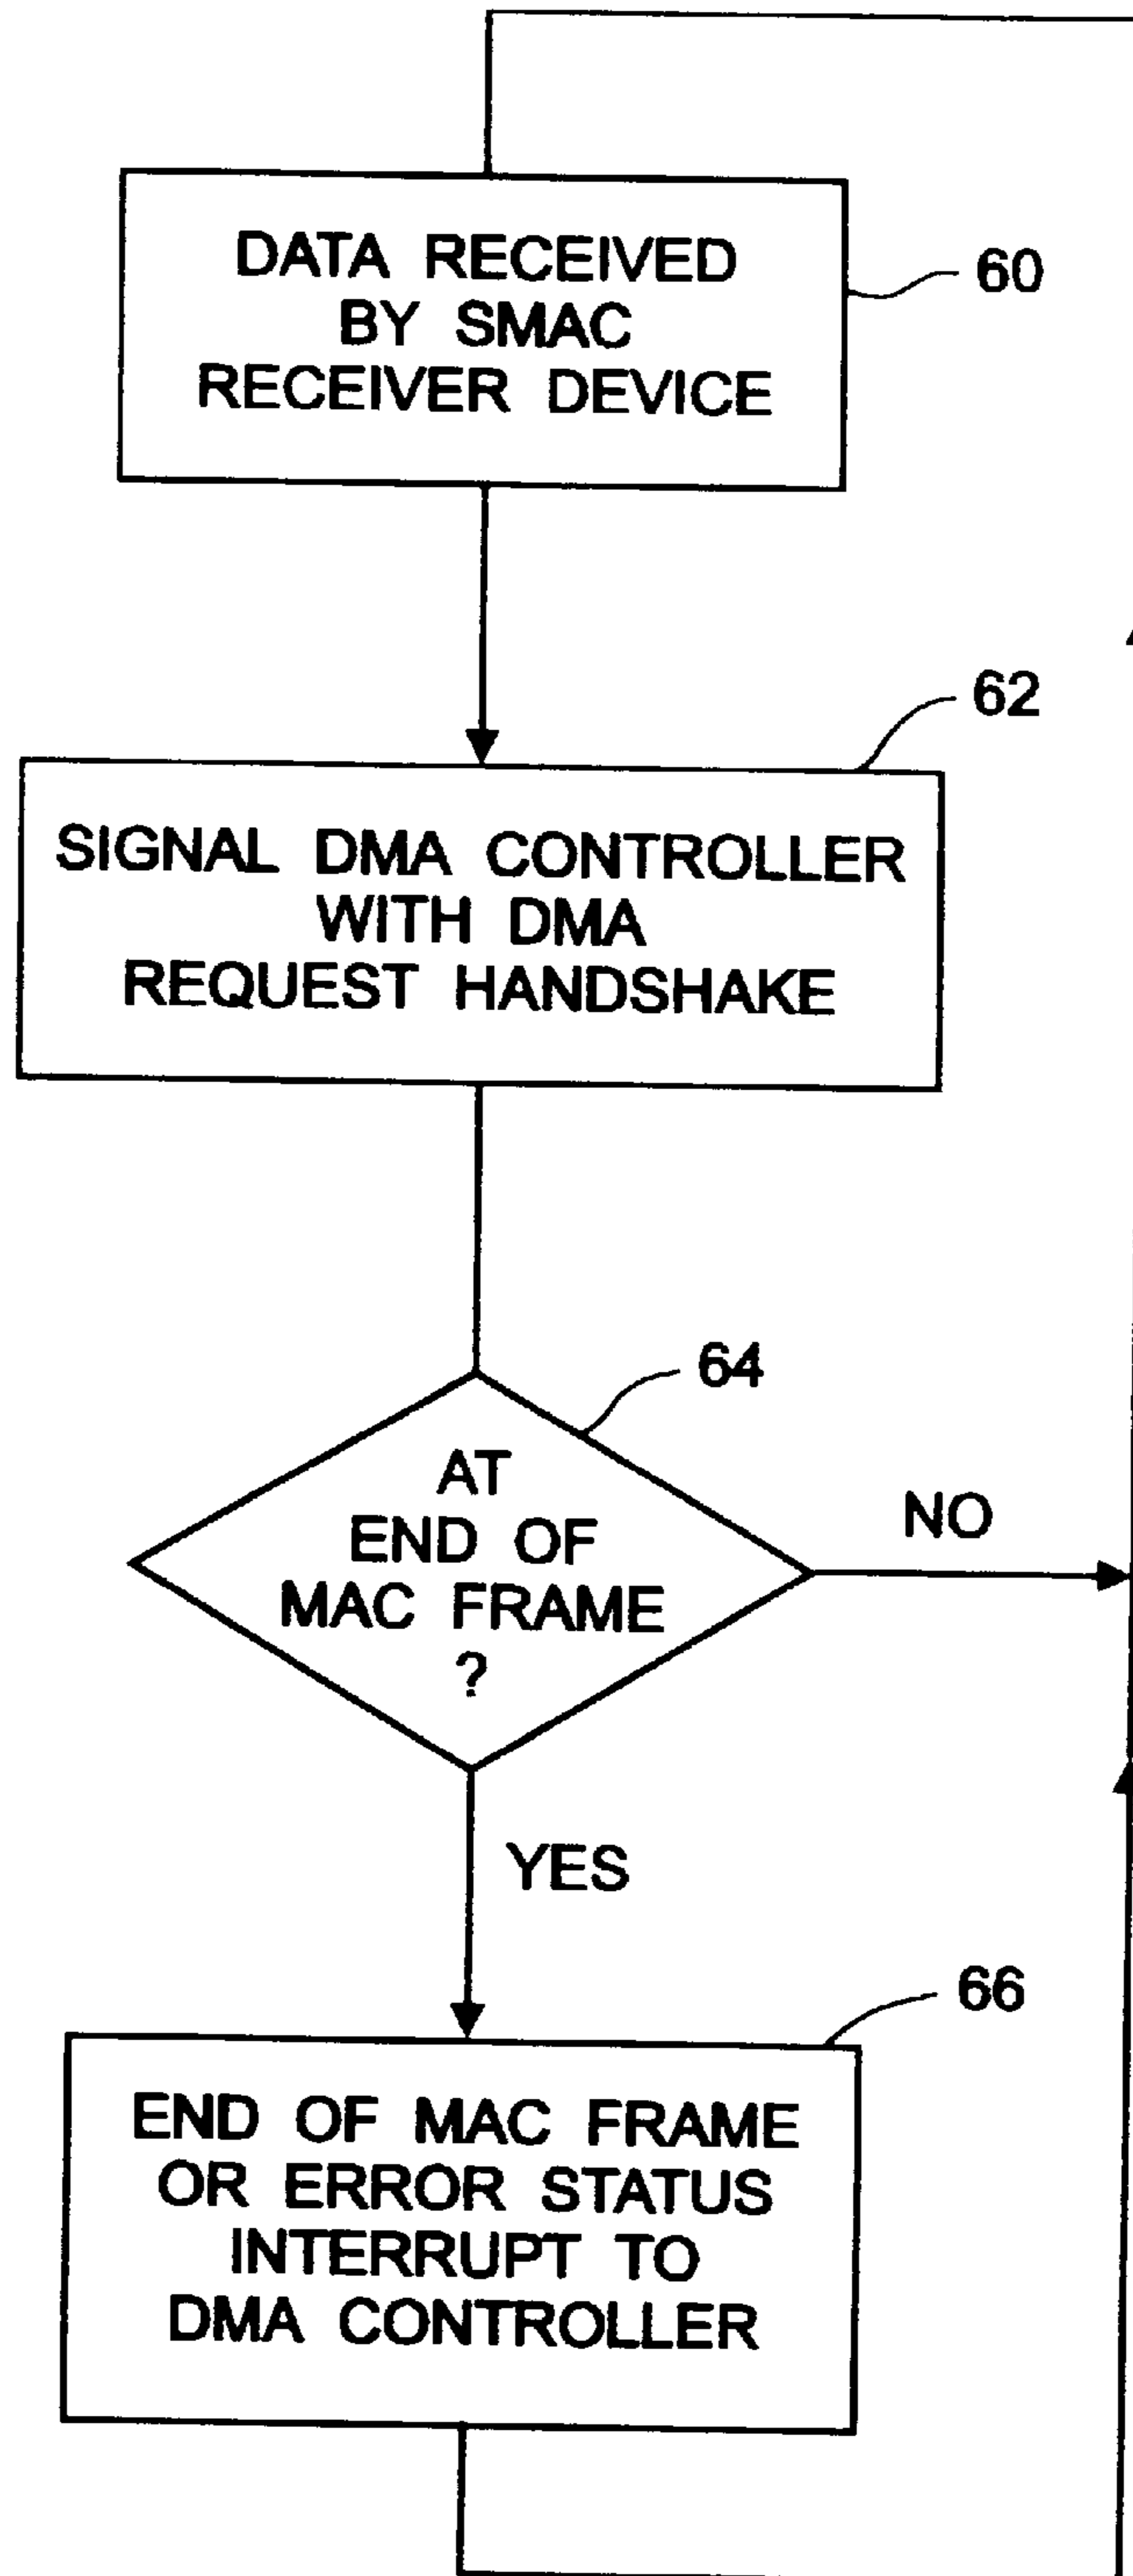 DATA RECEIVED
BY SMAC
RECEIVER DEVICE
60
62
SIGNAL DMA CONTROLLER
WITH DMA
REQUEST HANDSHAKE
64
AT
END OF
MAC FRAME
?
NO
YES
66
END OF MAC FRAME
OR ERROR STATUS
INTERRUPT TO
DMA CONTROLLER